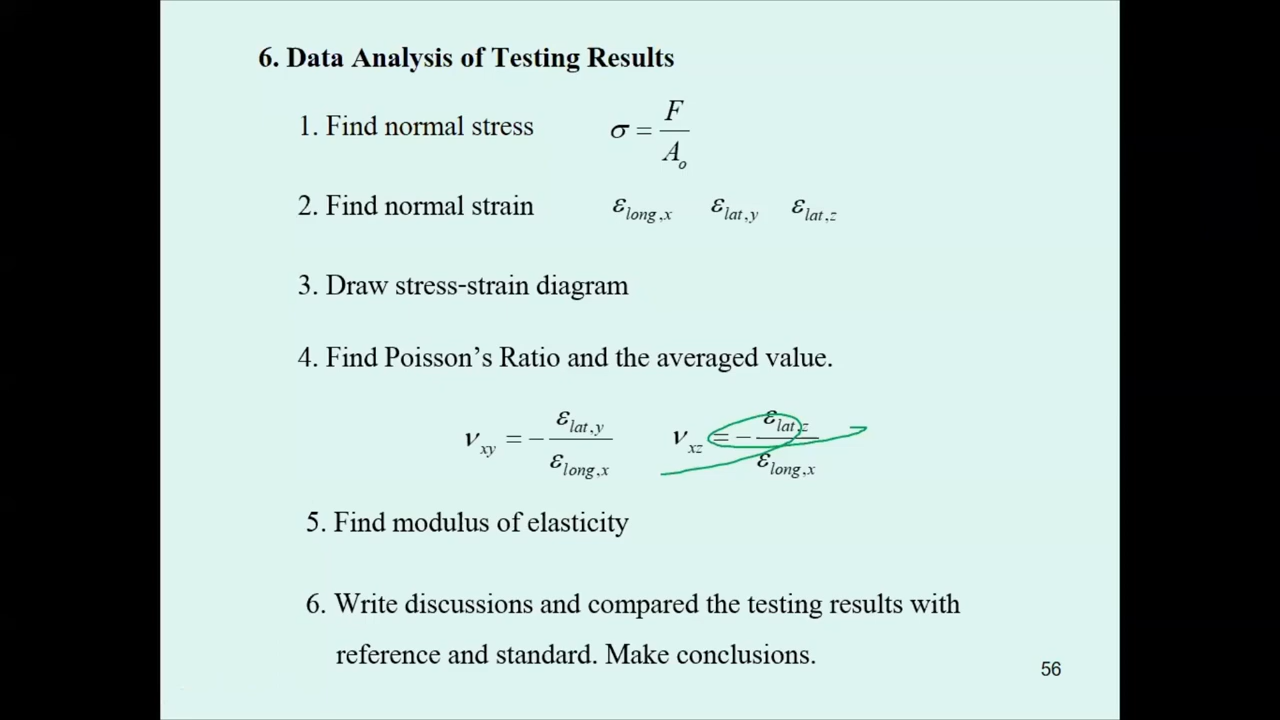 6. Data Analysis of Testing Results
1. Find normal stress σ = F / A_o
2. Find normal strain ε_long,x ε_lat,y ε_lat,z
3. Draw stress-strain diagram
4. Find Poisson’s Ratio and the averaged value.
ν_xy = − ε_lat,y / ε_long,x ν_xz = − ε_lat,z / ε_long,x
5. Find modulus of elasticity
6. Write discussions and compared the testing results with
reference and standard. Make conclusions.
56